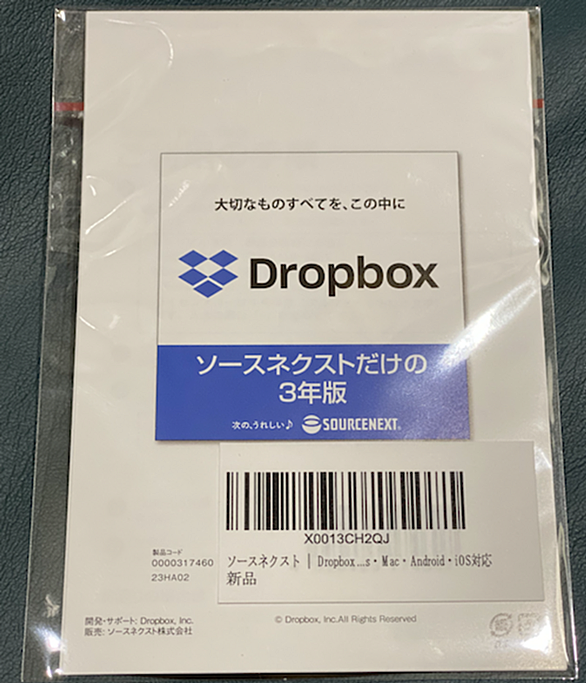 大切なものすべてを、この中に
Dropbox
ソースネクストだけの
3年版
次の、うれしい♪ SOURCENEXT
X0013CH2QJ
ソースネクスト | Dropbox...s・Mac・Android・iOS対応
新品
製品コード
0000317460
23HA02
開発・サポート: Dropbox, Inc.
販売: ソースネクスト株式会社
© Dropbox, Inc.All Rights Reserved